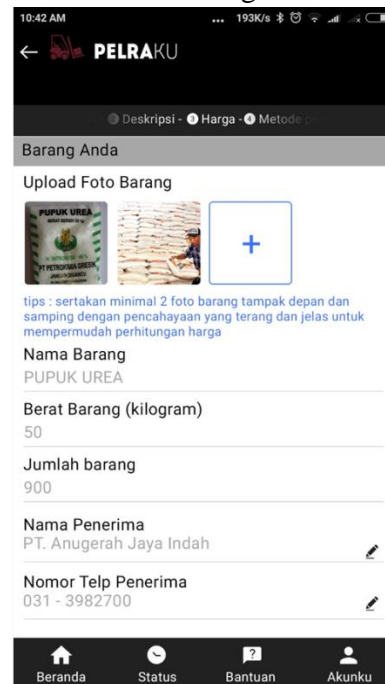 10:42 AM ... 193K/s
PELRAKU
2 Deskripsi - 3 Harga - 4 Metode
Barang Anda
Upload Foto Barang
PUPUK UREA
tips : sertakan minimal 2 foto barang tampak depan dan
samping dengan pencahayaan yang terang dan jelas untuk
mempermudah perhitungan harga
Nama Barang
PUPUK UREA
Berat Barang (kilogram)
50
Jumlah barang
900
Nama Penerima
PT. Anugerah Jaya Indah
Nomor Telp Penerima
031 - 3982700
Beranda Status Bantuan Akunku